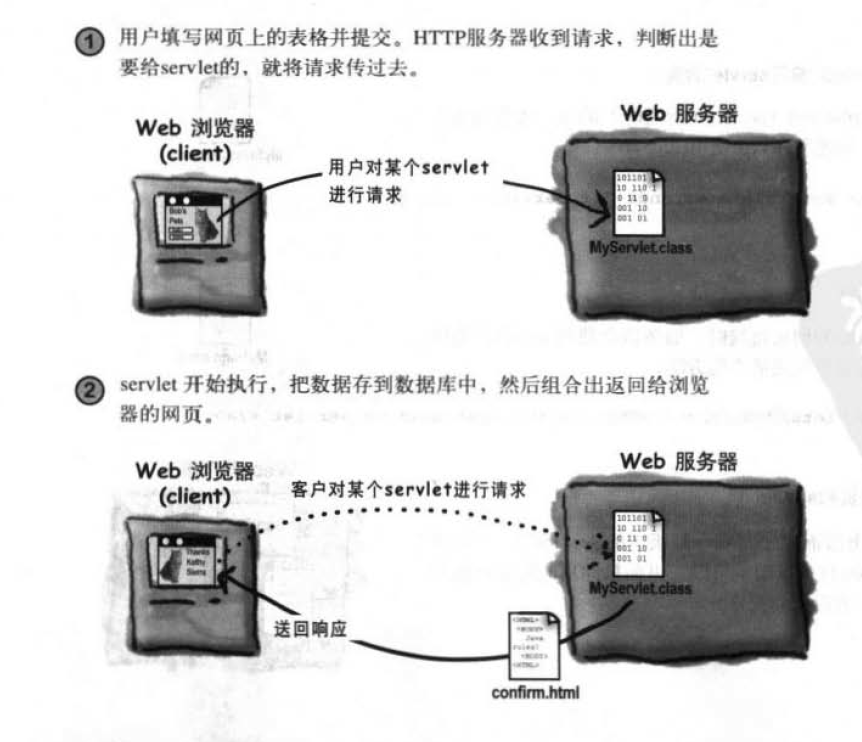 1 用户填写网页上的表格并提交。HTTP服务器收到请求，判断出是
要给servlet的，就将请求传过去。
Web 浏览器
(client)
Web 服务器
用户对某个servlet
进行请求
Bob's
Pets
101101
10 110 1
0 11 0
001 10
001 01
MyServlet.class
2 servlet 开始执行，把数据存到数据库中，然后组合出返回给浏览
器的网页。
Web 浏览器
(client)
Web 服务器
客户对某个servlet进行请求
Thanks
Kathy
Sierra
101101
10 110 1
0 11 0
001 10
001 01
MyServlet.class
送回响应
<HTML>
<BODY>
Java
rules!
<BODY>
<HTML>
confirm.html